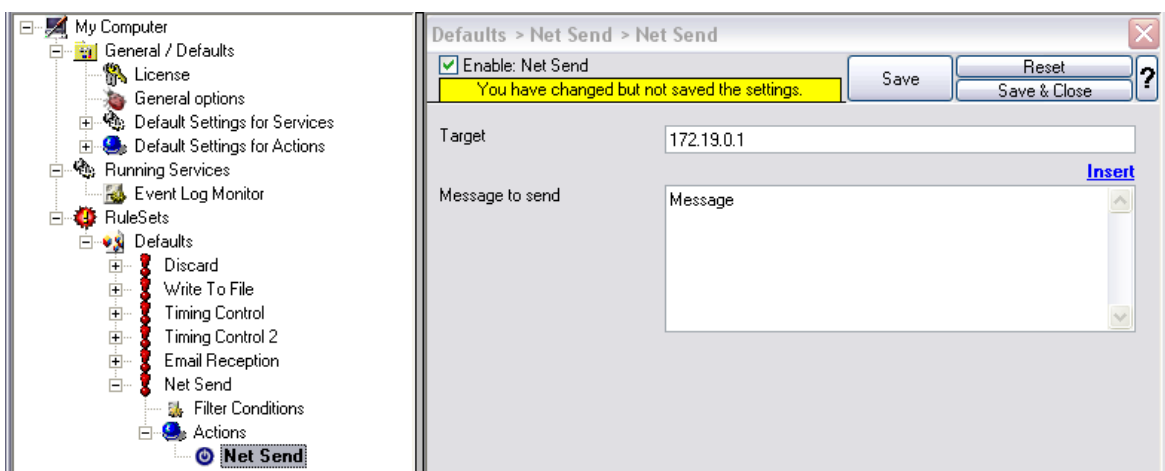 My Computer
General / Defaults
License
General options
Default Settings for Services
Default Settings for Actions
Running Services
Event Log Monitor
RuleSets
Defaults
Discard
Write To File
Timing Control
Timing Control 2
Email Reception
Net Send
Filter Conditions
Actions
Net Send
Defaults > Net Send > Net Send
Enable: Net Send
You have changed but not saved the settings.
Save
Reset
Save & Close
?
Target
172.19.0.1
Insert
Message to send
Message